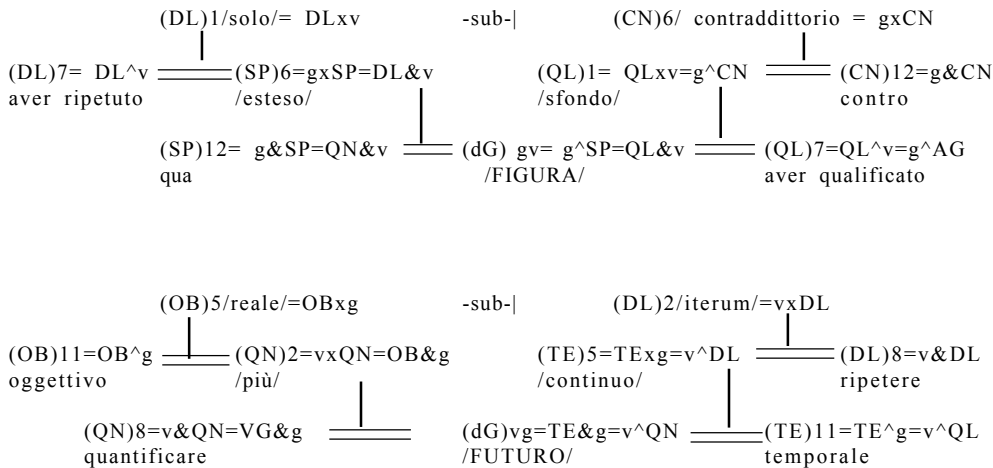 (DL)1/solo/= DLxv -sub-| (CN)6/ contraddittorio = gxCN
(DL)7= DL^v (SP)6=gxSP=DL&v (QL)1= QLxv=g^CN (CN)12=g&CN
aver ripetuto /esteso/ /sfondo/ contro
(SP)12= g&SP=QN&v (dG) gv= g^SP=QL&v (QL)7=QL^v=g^AG
qua /FIGURA/ aver qualificato
(OB)5/reale/=OBxg -sub-| (DL)2/iterum/=vxDL
(OB)11=OB^g (QN)2=vxQN=OB&g (TE)5=TExg=v^DL (DL)8=v&DL
oggettivo /più/ /continuo/ ripetere
(QN)8=v&QN=VG&g (dG)vg=TE&g=v^QN (TE)11=TE^g=v^QL
quantificare /FUTURO/ temporale